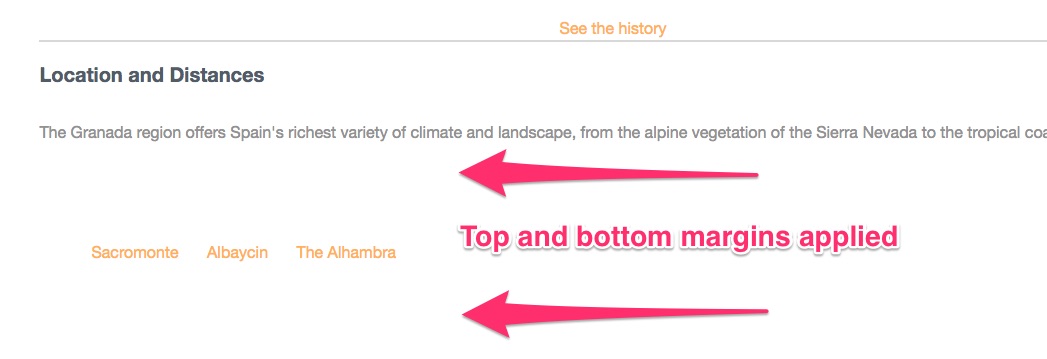 See the history
Location and Distances
The Granada region offers Spain's richest variety of climate and landscape, from the alpine vegetation of the Sierra Nevada to the tropical coa
Top and bottom margins applied
Sacromonte Albaycin The Alhambra